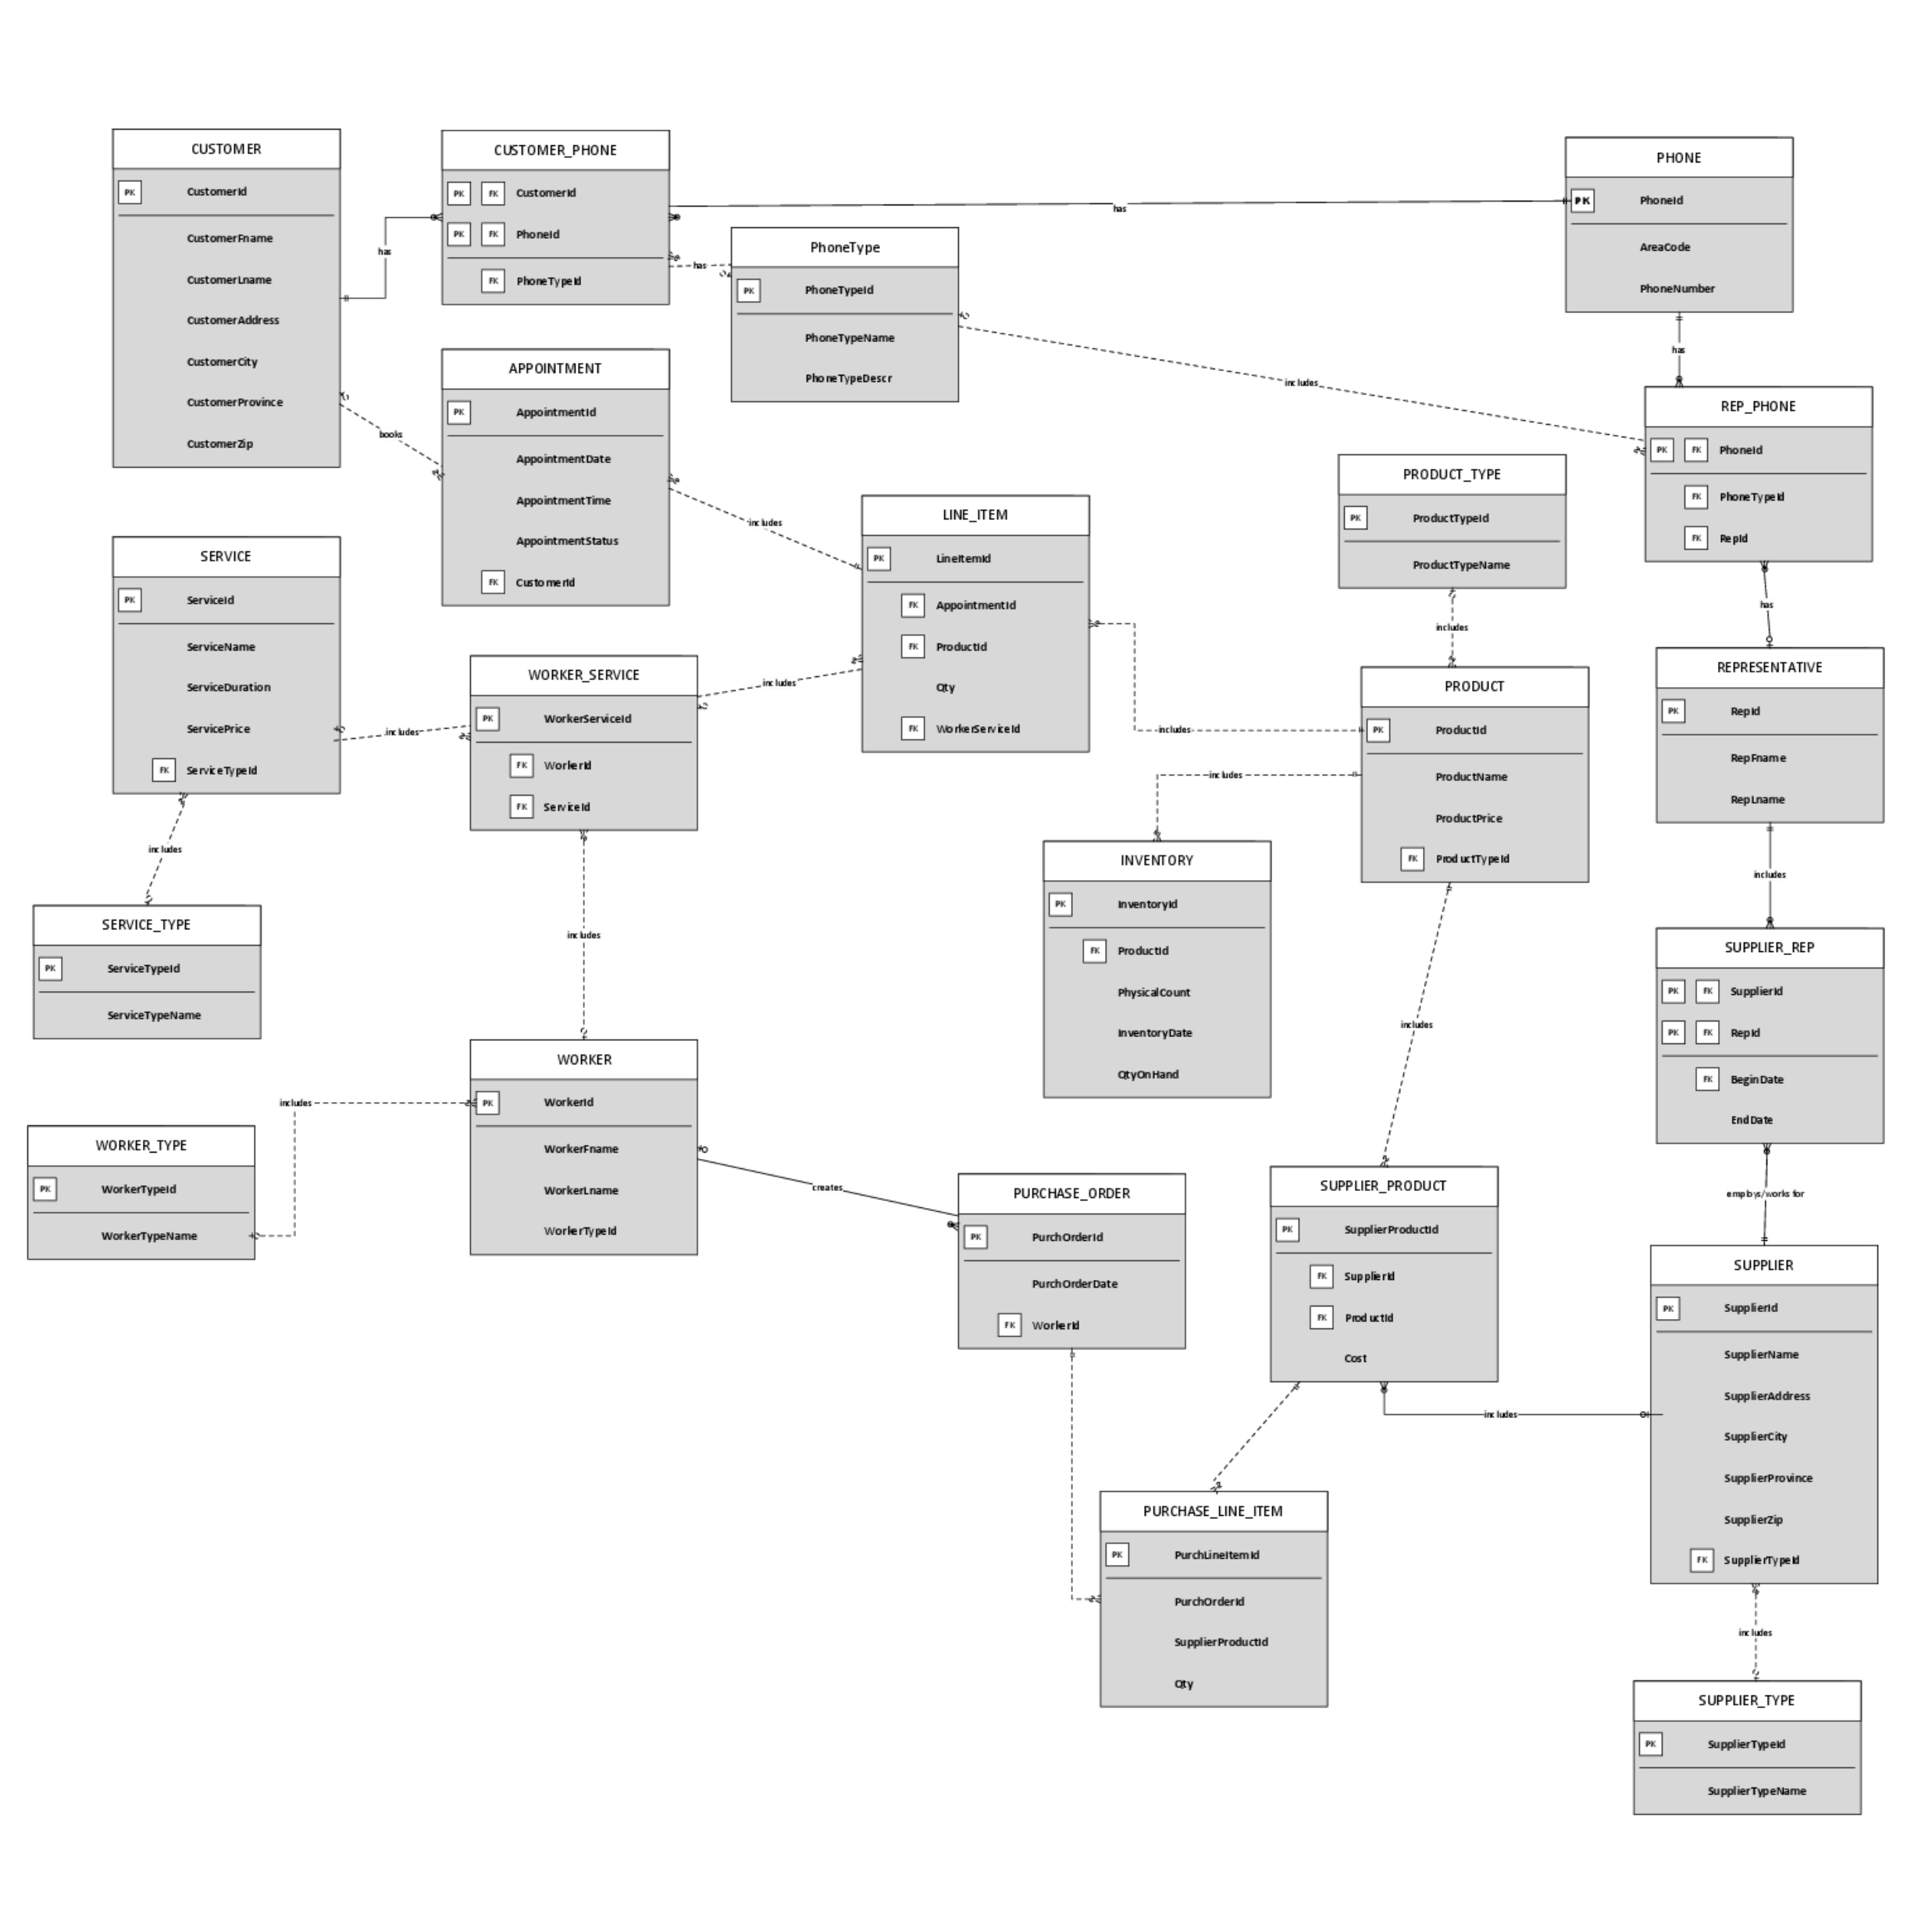 CUSTOMER
PK CustomerId
CustomerFname
CustomerLname
CustomerAddress
CustomerCity
CustomerProvince
CustomerZip
has
CUSTOMER_PHONE
PK FK CustomerId
PK FK PhoneId
FK PhoneTypeId
has
PHONE
PK PhoneId
AreaCode
PhoneNumber
has
PhoneType
PK PhoneTypeId
PhoneTypeName
PhoneTypeDescr
includes
has
books
APPOINTMENT
PK AppointmentId
AppointmentDate
AppointmentTime
AppointmentStatus
FK CustomerId
includes
REP_PHONE
PK FK PhoneId
FK PhoneTypeId
FK RepId
has
PRODUCT_TYPE
PK ProductTypeId
ProductTypeName
includes
LINE_ITEM
PK LineItemId
FK AppointmentId
FK ProductId
Qty
FK WorkerServiceId
includes
includes
SERVICE
PK ServiceId
ServiceName
ServiceDuration
ServicePrice
FK ServiceTypeId
includes
includes
WORKER_SERVICE
PK WorkerServiceId
FK WorkerId
FK ServiceId
includes
PRODUCT
PK ProductId
ProductName
ProductPrice
FK ProductTypeId
includes
includes
REPRESENTATIVE
PK RepId
RepFname
RepLname
includes
INVENTORY
PK InventoryId
FK ProductId
PhysicalCount
InventoryDate
QtyOnHand
SERVICE_TYPE
PK ServiceTypeId
ServiceTypeName
SUPPLIER_REP
PK FK SupplierId
PK FK RepId
FK BeginDate
EndDate
employs/works for
WORKER
PK WorkerId
WorkerFname
WorkerLname
WorkerTypeId
includes
WORKER_TYPE
PK WorkerTypeId
WorkerTypeName
creates
PURCHASE_ORDER
PK PurchOrderId
PurchOrderDate
FK WorkerId
SUPPLIER_PRODUCT
PK SupplierProductId
FK SupplierId
FK ProductId
Cost
includes
SUPPLIER
PK SupplierId
SupplierName
SupplierAddress
SupplierCity
SupplierProvince
SupplierZip
FK SupplierTypeId
includes
PURCHASE_LINE_ITEM
PK PurchLineItemId
PurchOrderId
SupplierProductId
Qty
SUPPLIER_TYPE
PK SupplierTypeId
SupplierTypeName